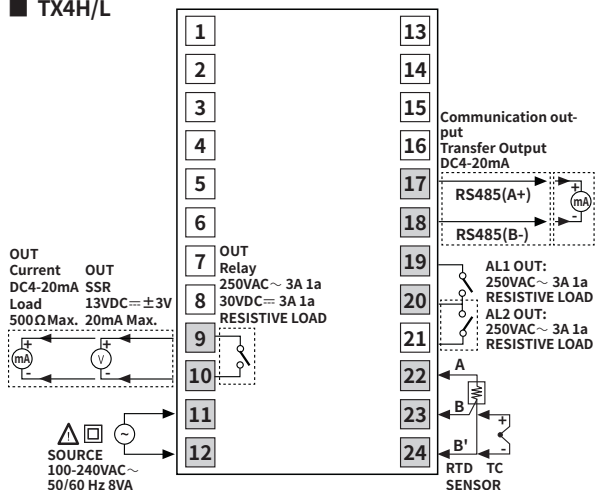 ■ TX4H/L
1
2
3
4
5
6
7
8
9
10
11
12
13
14
15
16
17
18
19
20
21
22
23
24
Communication out-
put
Transfer Output
DC4-20mA
RS485(A+)
RS485(B-)
+
mA
-
OUT
Current
DC4-20mA
Load
500ΩMax.
OUT
SSR
13VDC⎓±3V
20mA Max.
+
mA
-
+
V
-
OUT
Relay
250VAC～ 3A 1a
30VDC⎓ 3A 1a
RESISTIVE LOAD
AL1 OUT:
250VAC～ 3A 1a
RESISTIVE LOAD
AL2 OUT:
250VAC～ 3A 1a
RESISTIVE LOAD
A
B
B'
+
-
RTD TC
SENSOR
~
SOURCE
100-240VAC～
50/60 Hz 8VA